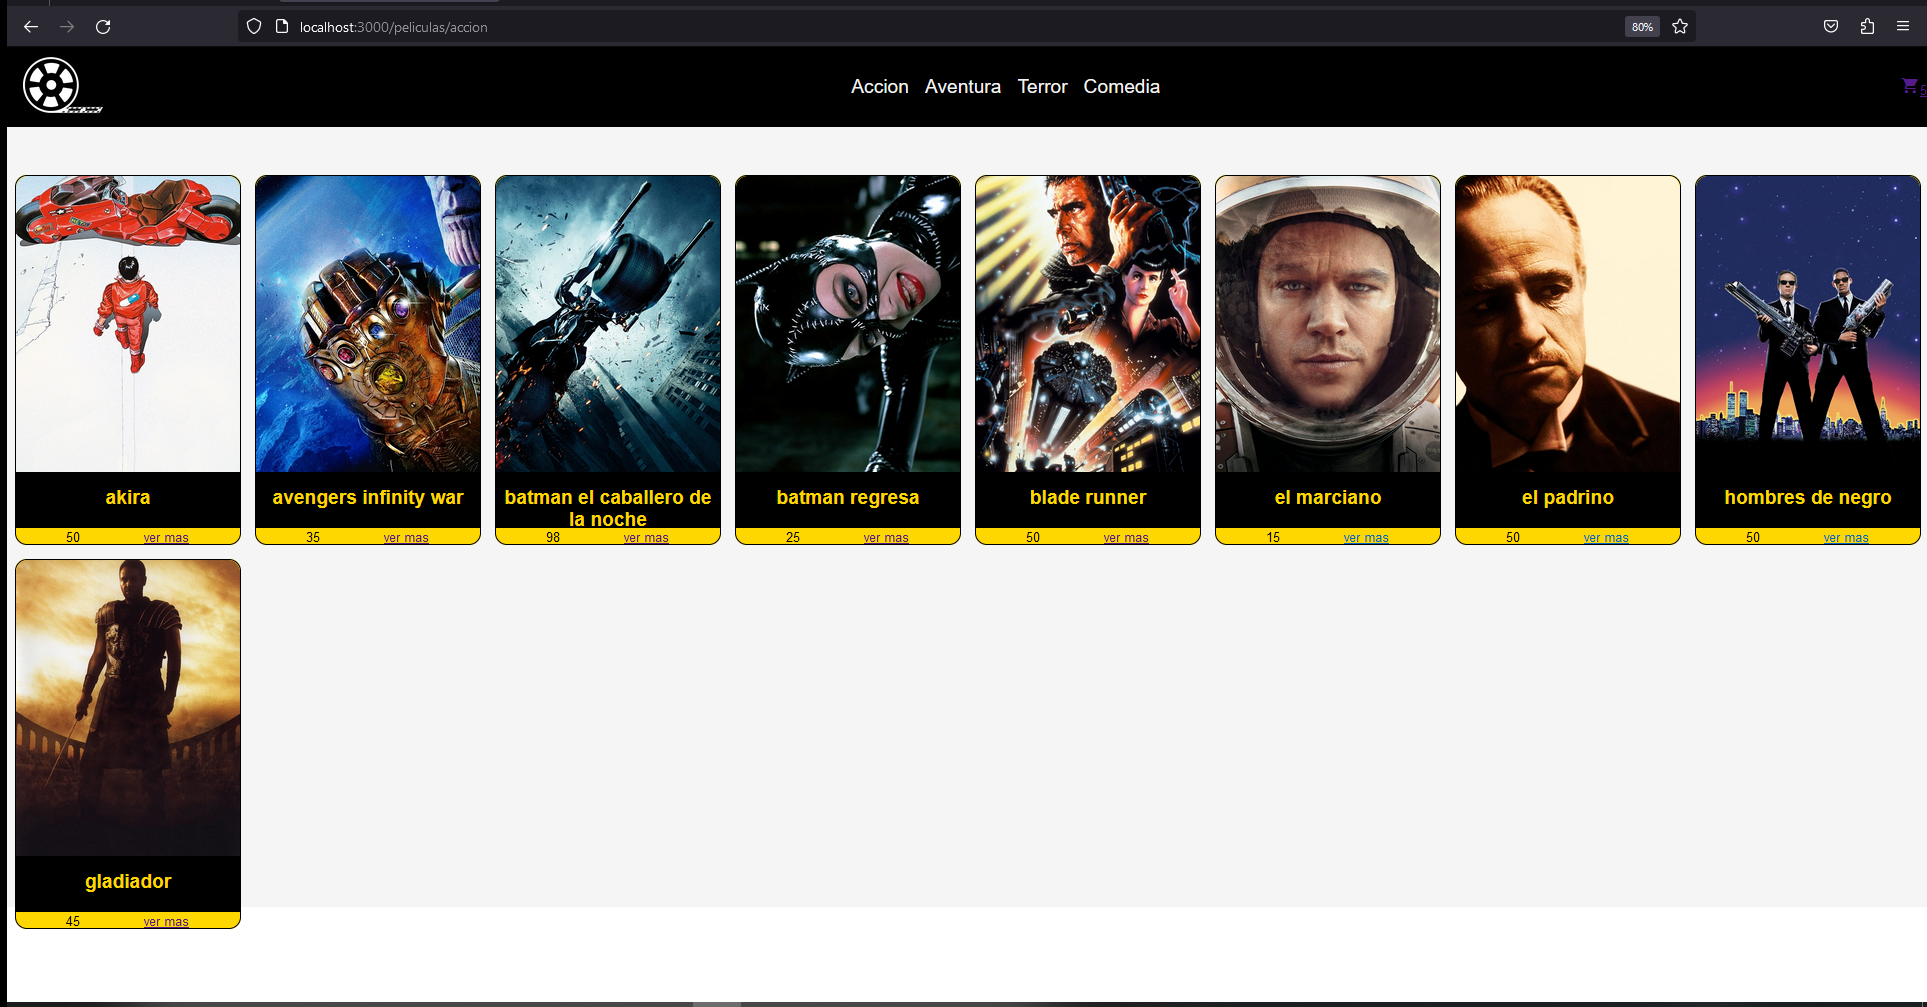 localhost:3000/peliculas/accion
80%
Accion Aventura Terror Comedia
5
akira
50 ver mas
avengers infinity war
35 ver mas
batman el caballero de
la noche
98 ver mas
batman regresa
25 ver mas
blade runner
50 ver mas
el marciano
15 ver mas
el padrino
50 ver mas
hombres de negro
50 ver mas
gladiador
45 ver mas